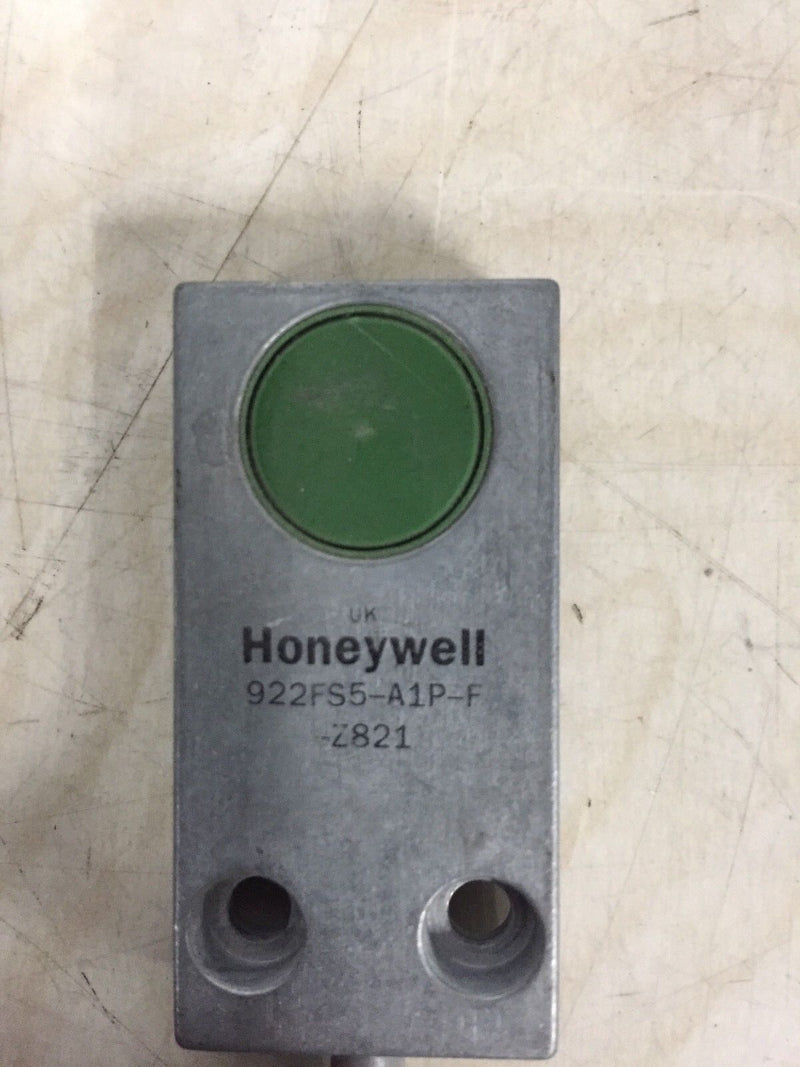 UK
Honeywell
922FS5-A1P-F
-Z821